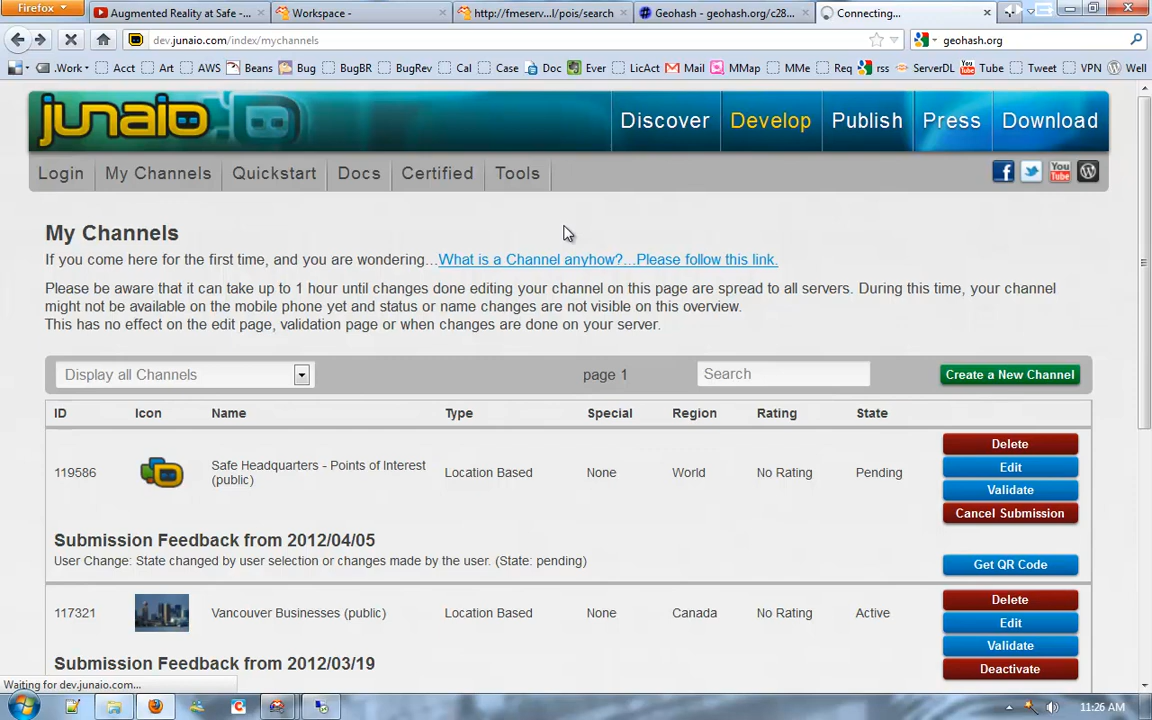 Firefox
Augmented Reality at Safe -...
Workspace -
http://fmeserv...l/pois/search
Geohash - geohash.org/c28...
Connecting...
dev.junaio.com/index/mychannels
geohash.org
.Work
Acct
Art
AWS
Beans
Bug
BugBR
BugRev
Cal
Case
Doc
Ever
LicAct
Mail
MMap
MMe
Req
rss
ServerDL
Tube
Tweet
VPN
Well
junaio
Discover
Develop
Publish
Press
Download
Login
My Channels
Quickstart
Docs
Certified
Tools
My Channels
If you come here for the first time, and you are wondering...What is a Channel anyhow?...Please follow this link.
Please be aware that it can take up to 1 hour until changes done editing your channel on this page are spread to all servers. During this time, your channel
might not be available on the mobile phone yet and status or name changes are not visible on this overview.
This has no effect on the edit page, validation page or when changes are done on your server.
Display all Channels
page 1
Search
Create a New Channel
ID
Icon
Name
Type
Special
Region
Rating
State
119586
Safe Headquarters - Points of Interest
(public)
Location Based
None
World
No Rating
Pending
Delete
Edit
Validate
Cancel Submission
Submission Feedback from 2012/04/05
User Change: State changed by user selection or changes made by the user. (State: pending)
Get QR Code
117321
Vancouver Businesses (public)
Location Based
None
Canada
No Rating
Active
Delete
Edit
Validate
Deactivate
Submission Feedback from 2012/03/19
Waiting for dev.junaio.com...
11:26 AM